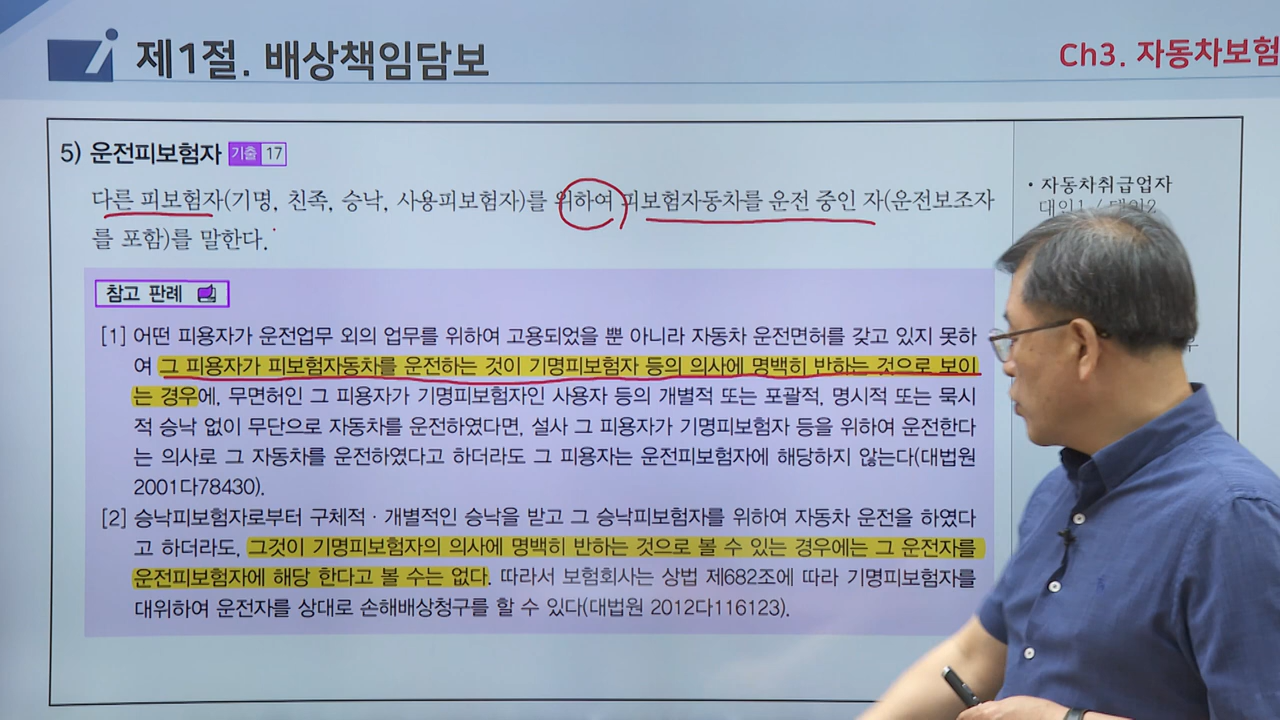 제1절. 배상책임담보
Ch3. 자동차보험
5) 운전피보험자 기출 17
다른 피보험자(기명, 친족, 승낙, 사용피보험자)를 위하여 피보험자동차를 운전 중인 자(운전보조자
를 포함)를 말한다.
• 자동차취급업자
대인1 / 대인2
참고 판례
[1] 어떤 피용자가 운전업무 외의 업무를 위하여 고용되었을 뿐 아니라 자동차 운전면허를 갖고 있지 못하
여 그 피용자가 피보험자동차를 운전하는 것이 기명피보험자 등의 의사에 명백히 반하는 것으로 보이
는 경우에, 무면허인 그 피용자가 기명피보험자인 사용자 등의 개별적 또는 포괄적, 명시적 또는 묵시
적 승낙 없이 무단으로 자동차를 운전하였다면, 설사 그 피용자가 기명피보험자 등을 위하여 운전한다
는 의사로 그 자동차를 운전하였다고 하더라도 그 피용자는 운전피보험자에 해당하지 않는다(대법원
2001다78430).
[2] 승낙피보험자로부터 구체적 · 개별적인 승낙을 받고 그 승낙피보험자를 위하여 자동차 운전을 하였다
고 하더라도, 그것이 기명피보험자의 의사에 명백히 반하는 것으로 볼 수 있는 경우에는 그 운전자를
운전피보험자에 해당 한다고 볼 수는 없다. 따라서 보험회사는 상법 제682조에 따라 기명피보험자를
대위하여 운전자를 상대로 손해배상청구를 할 수 있다(대법원 2012다116123).